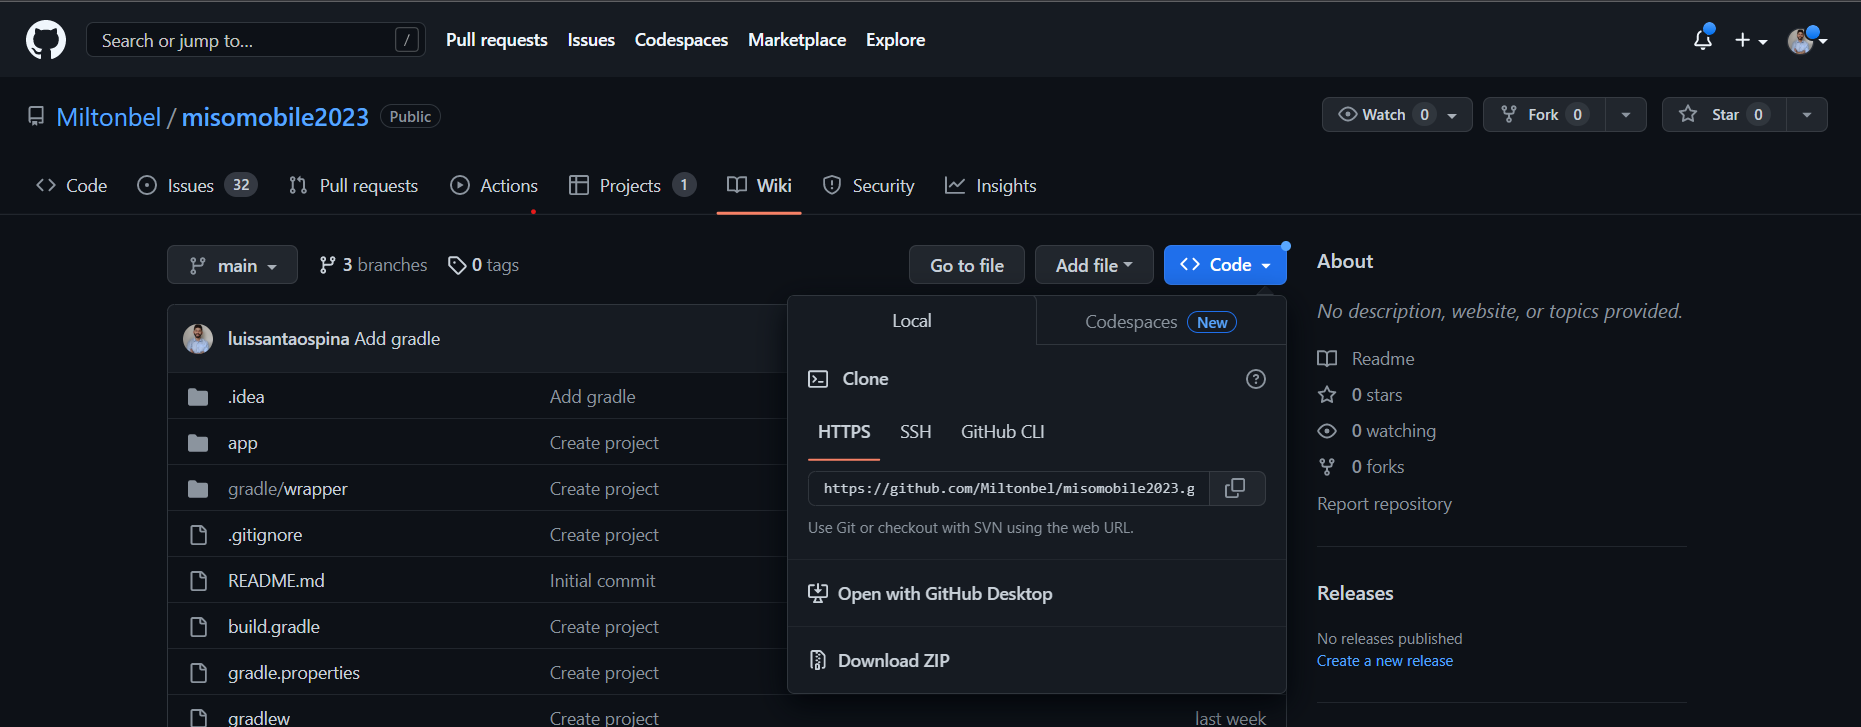 Search or jump to... /
Pull requests Issues Codespaces Marketplace Explore
Miltonbel / misomobile2023 Public
Watch 0 Fork 0 Star 0
Code Issues 32 Pull requests Actions Projects 1 Wiki Security Insights
main 3 branches 0 tags Go to file Add file Code
luissantaospina Add gradle
.idea Add gradle
app Create project
gradle/wrapper Create project
.gitignore Create project
README.md Initial commit
build.gradle Create project
gradle.properties Create project
gradlew Create project last week
Local Codespaces New
Clone
HTTPS SSH GitHub CLI
https://github.com/Miltonbel/misomobile2023.g
Use Git or checkout with SVN using the web URL.
Open with GitHub Desktop
Download ZIP
About
No description, website, or topics provided.
Readme
0 stars
0 watching
0 forks
Report repository
Releases
No releases published
Create a new release